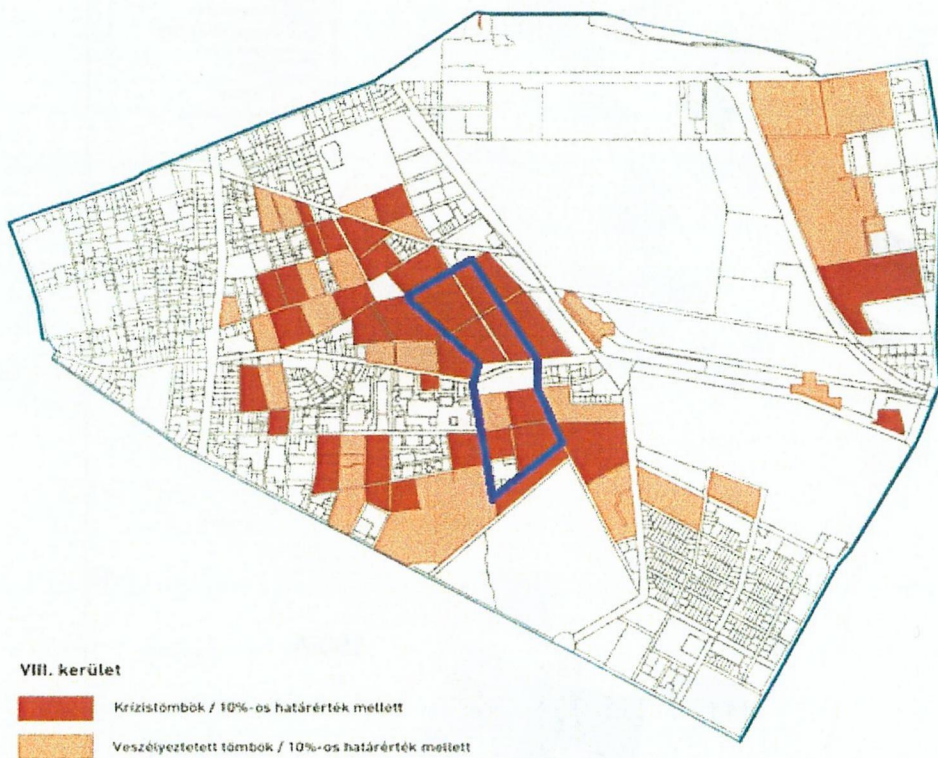 VIII. kerület
Krízistömbök / 10%-os határérték mellett
Veszélyeztetett tömbök / 10%-os határérték mellett